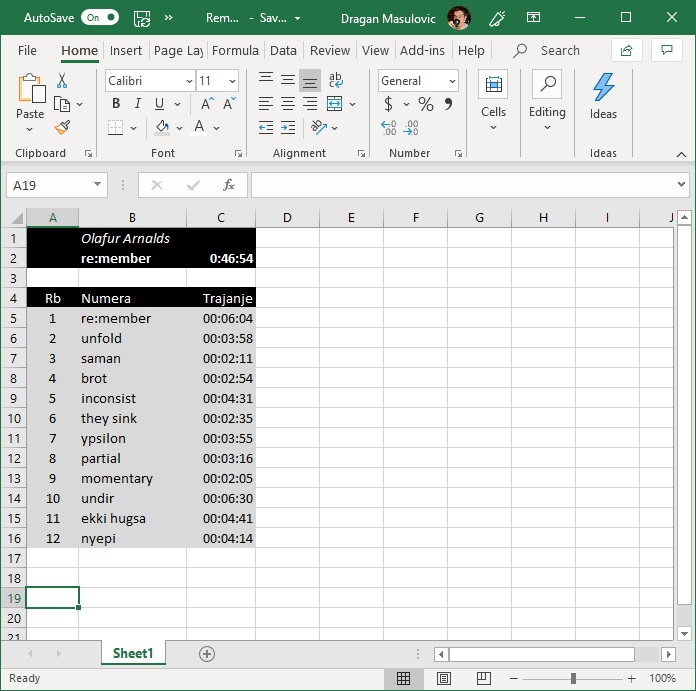 AutoSave On Rem... - Sav... Dragan Masulovic
File Home Insert Page Lay Formula Data Review View Add-ins Help Search
Paste
Calibri 11
B I U A A
A
ab
General
$ % 9
Cells
Editing
Ideas
Clipboard Font Alignment Number Ideas
A19 fx
A B C D E F G H I J
1 Olafur Arnalds
2 re:member 0:46:54
3
4 Rb Numera Trajanje
5 1 re:member 00:06:04
6 2 unfold 00:03:58
7 3 saman 00:02:11
8 4 brot 00:02:54
9 5 inconsist 00:04:31
10 6 they sink 00:02:35
11 7 ypsilon 00:03:55
12 8 partial 00:03:16
13 9 momentary 00:02:05
14 10 undir 00:06:30
15 11 ekki hugsa 00:04:41
16 12 nyepi 00:04:14
17
18
19
20
21
Sheet1
Ready 100%